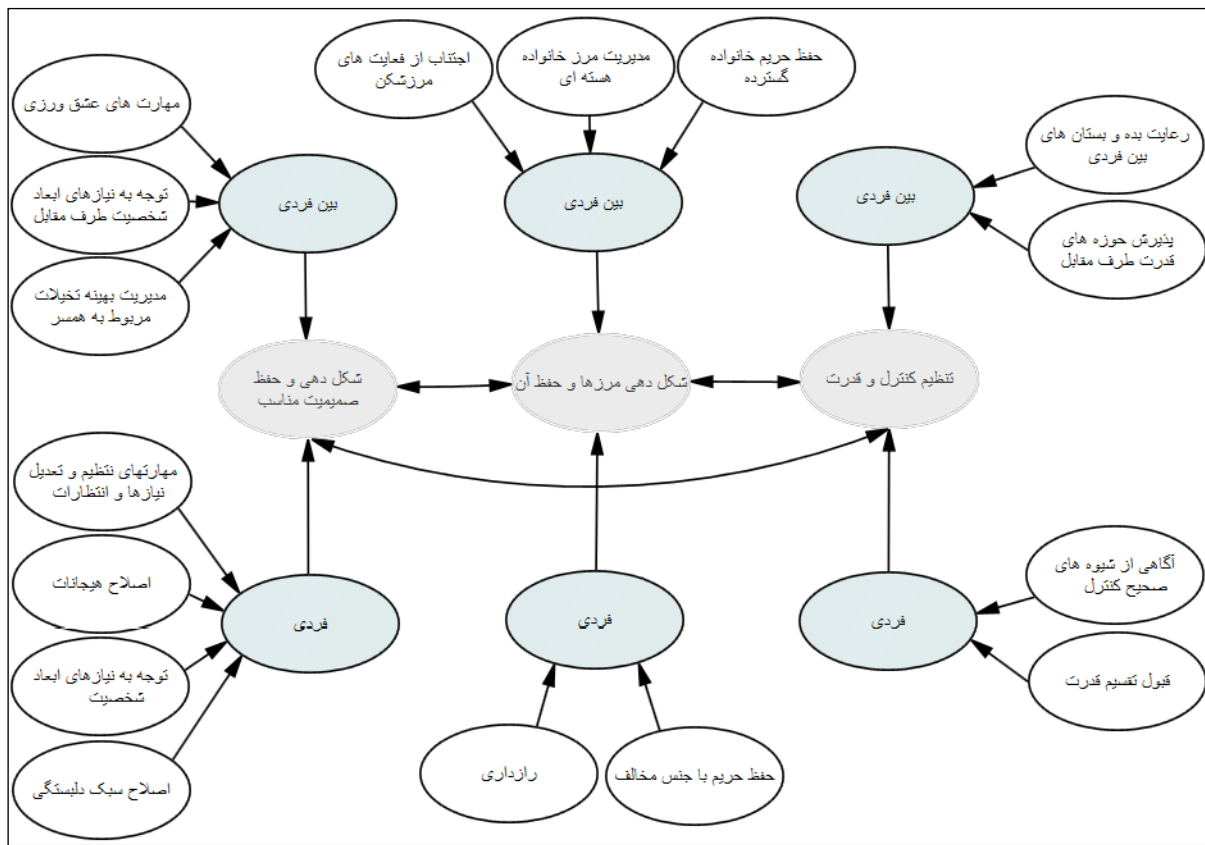 اجتناب از فعایت های
مرزشکن
مدیریت مرز خانواده
هسته ای
حفظ حریم خانواده
گسترده
مهارت های عشق ورزی
توجه به نیازهای ابعاد
شخصیت طرف مقابل
مدیریت بهینه تخیلات
مربوط به همسر
بین فردی
بین فردی
بین فردی
رعایت بده و بستان های
بین فردی
پذیرش حوزه های
قدرت طرف مقابل
شکل دهی و حفظ
صمیمیت مناسب
شکل دهی مرزها و حفظ آن
تنظیم کنترل و قدرت
مهارتهای تنظیم و تعدیل
نیازها و انتظارات
اصلاح هیجانات
توجه به نیازهای ابعاد
شخصیت
اصلاح سبک دلبستگی
فردی
فردی
فردی
رازداری
حفظ حریم با جنس مخالف
آگاهی از شیوه های
صحیح کنترل
قبول تقسیم قدرت